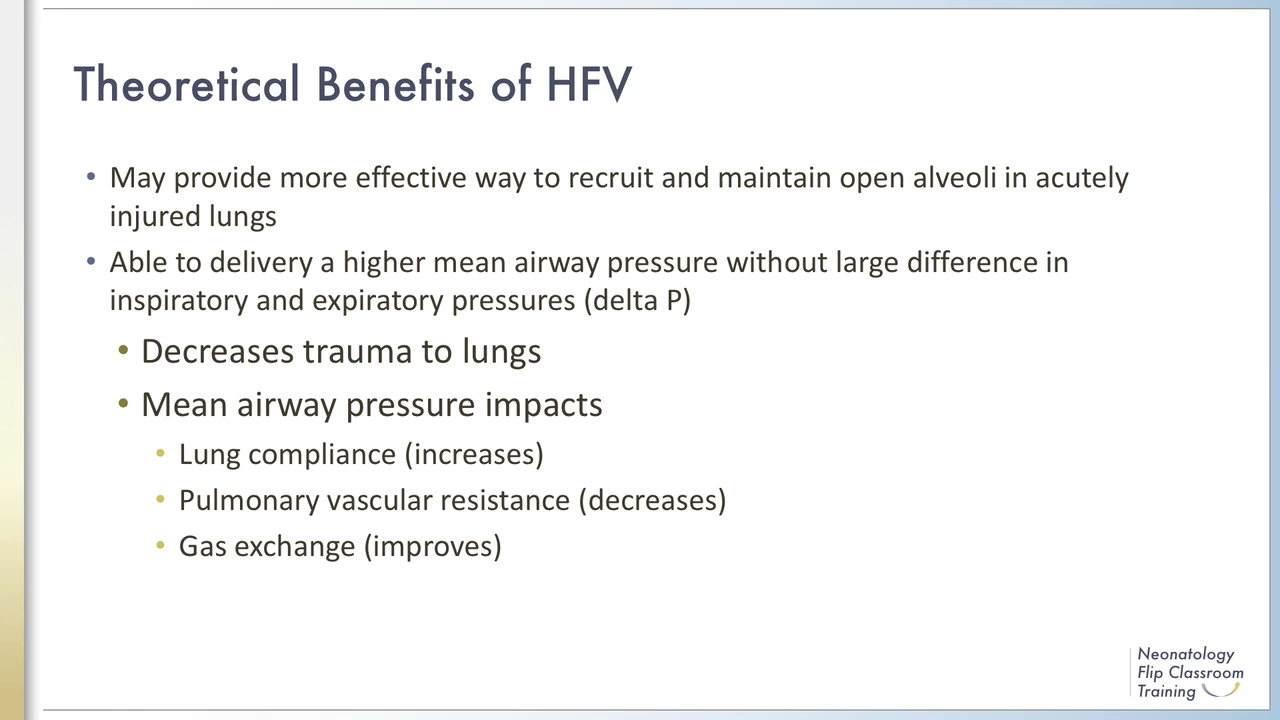 Theoretical Benefits of HFV
• May provide more effective way to recruit and maintain open alveoli in acutely
injured lungs
• Able to delivery a higher mean airway pressure without large difference in
inspiratory and expiratory pressures (delta P)
• Decreases trauma to lungs
• Mean airway pressure impacts
• Lung compliance (increases)
• Pulmonary vascular resistance (decreases)
• Gas exchange (improves)
Neonatology
Flip Classroom
Training